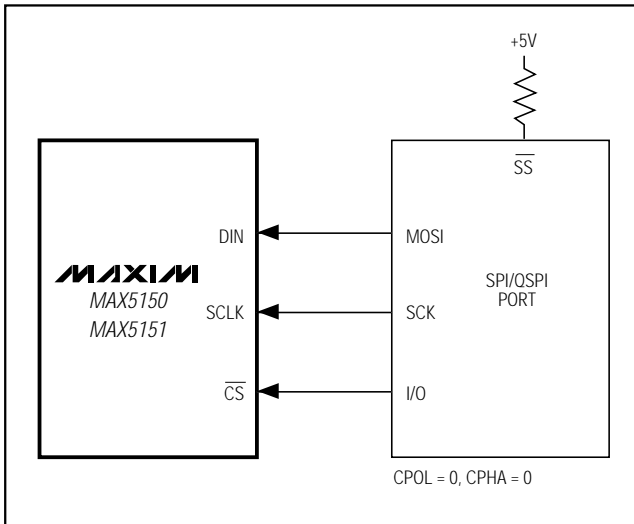 +5V
SS
DIN
MOSI
MAXIM
MAX5150
MAX5151
SPI/QSPI
PORT
SCLK
SCK
CS
I/O
CPOL = 0, CPHA = 0